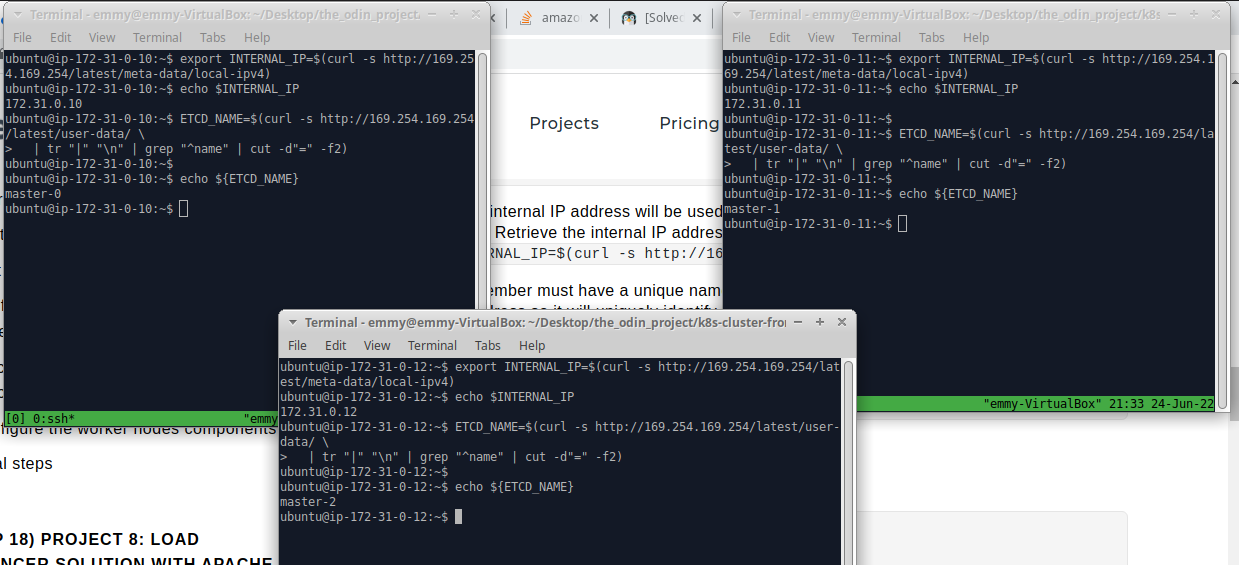 Terminal - emmy@emmy-VirtualBox: ~/Desktop/the_odin_project
File Edit View Terminal Tabs Help
ubuntu@ip-172-31-0-10:~$ export INTERNAL_IP=$(curl -s http://169.25
4.169.254/latest/meta-data/local-ipv4)
ubuntu@ip-172-31-0-10:~$ echo $INTERNAL_IP
172.31.0.10
ubuntu@ip-172-31-0-10:~$ ETCD_NAME=$(curl -s http://169.254.169.254
/latest/user-data/ \
>   | tr "|" "\n" | grep "^name" | cut -d"=" -f2)
ubuntu@ip-172-31-0-10:~$
ubuntu@ip-172-31-0-10:~$ echo ${ETCD_NAME}
master-0
ubuntu@ip-172-31-0-10:~$
[0] 0:ssh* "emmy
amazo
[Solved
Projects Pricing
internal IP address will be used
Retrieve the internal IP addres
RNAL_IP=$(curl -s http://16
ember must have a unique nam
Terminal - emmy@emmy-VirtualBox: ~/Desktop/the_odin_project/k8s
File Edit View Terminal Tabs Help
ubuntu@ip-172-31-0-11:~$ export INTERNAL_IP=$(curl -s http://169.254.1
69.254/latest/meta-data/local-ipv4)
ubuntu@ip-172-31-0-11:~$ echo $INTERNAL_IP
172.31.0.11
ubuntu@ip-172-31-0-11:~$
ubuntu@ip-172-31-0-11:~$ ETCD_NAME=$(curl -s http://169.254.169.254/la
test/user-data/ \
>   | tr "|" "\n" | grep "^name" | cut -d"=" -f2)
ubuntu@ip-172-31-0-11:~$
ubuntu@ip-172-31-0-11:~$ echo ${ETCD_NAME}
master-1
ubuntu@ip-172-31-0-11:~$
"emmy-VirtualBox" 21:33 24-Jun-22
Terminal - emmy@emmy-VirtualBox: ~/Desktop/the_odin_project/k8s-cluster-fro
File Edit View Terminal Tabs Help
ubuntu@ip-172-31-0-12:~$ export INTERNAL_IP=$(curl -s http://169.254.169.254/lat
est/meta-data/local-ipv4)
ubuntu@ip-172-31-0-12:~$ echo $INTERNAL_IP
172.31.0.12
ubuntu@ip-172-31-0-12:~$ ETCD_NAME=$(curl -s http://169.254.169.254/latest/user-
data/ \
>   | tr "|" "\n" | grep "^name" | cut -d"=" -f2)
ubuntu@ip-172-31-0-12:~$
ubuntu@ip-172-31-0-12:~$ echo ${ETCD_NAME}
master-2
ubuntu@ip-172-31-0-12:~$
figure the worker nodes components
al steps
P 18) PROJECT 8: LOAD
NCER SOLUTION WITH APACHE